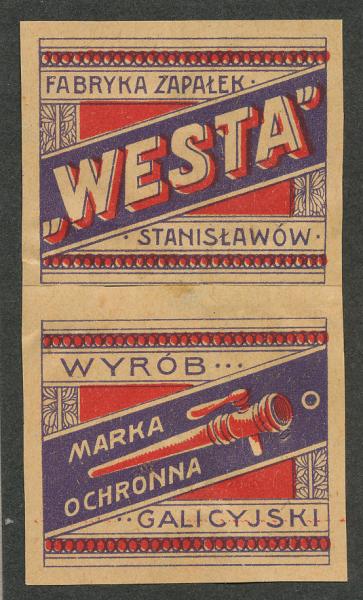 FABRYKA ZAPAŁEK·
„WESTA”
·STANISŁAWÓW·
WYRÓB···
MARKA
OCHRONNA
··GALICYJSKI